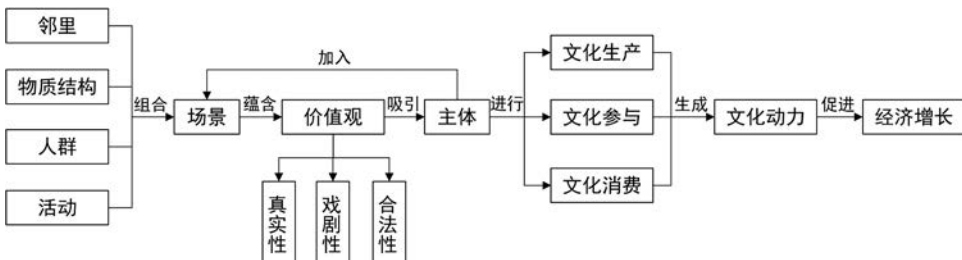 邻里
物质结构
人群
活动
组合
场景
蕴含
价值观
吸引
主体
加入
进行
真实性
戏剧性
合法性
文化生产
文化参与
文化消费
生成
文化动力
促进
经济增长